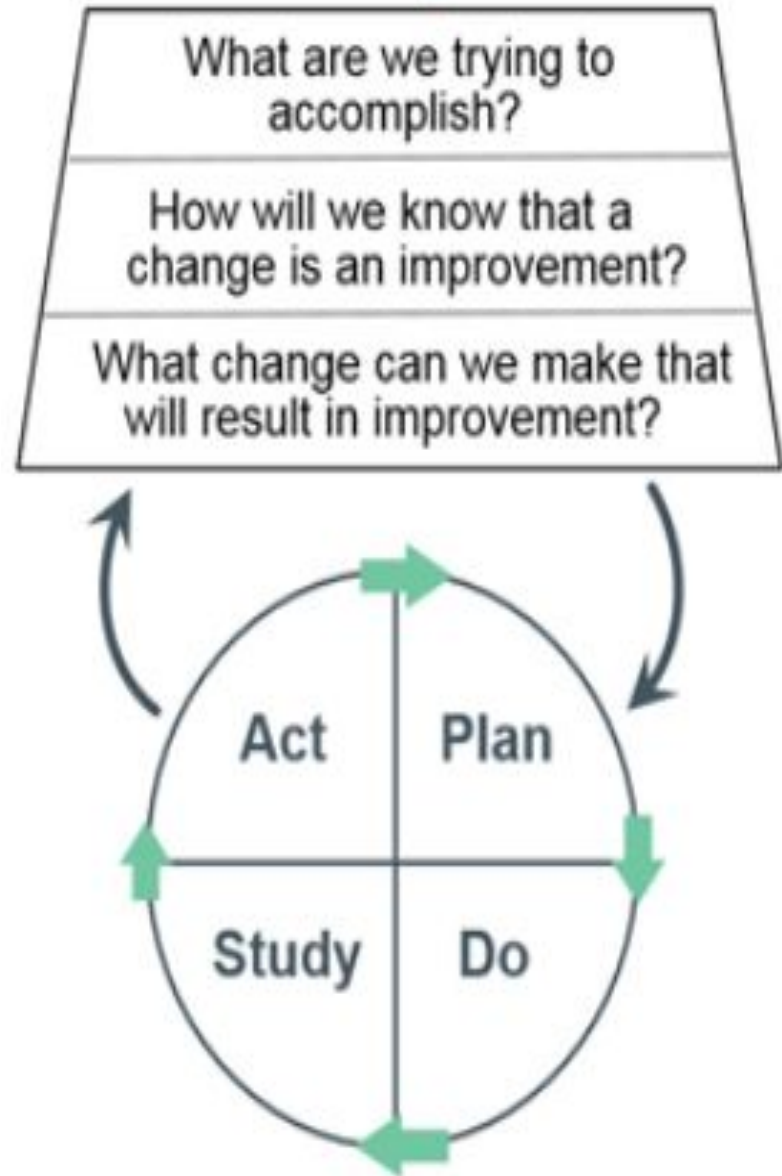 What are we trying to
accomplish?
How will we know that a
change is an improvement?
What change can we make that
will result in improvement?
Act
Plan
Study
Do